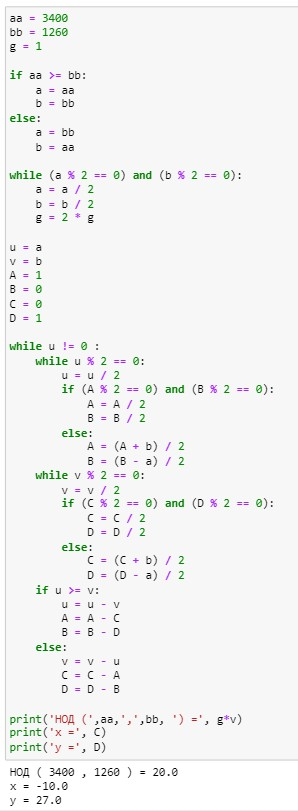 aa = 3400
bb = 1260
g = 1
if aa >= bb:
    a = aa
    b = bb
else:
    a = bb
    b = aa
while (a % 2 == 0) and (b % 2 == 0):
    a = a / 2
    b = b / 2
    g = 2 * g
u = a
v = b
A = 1
B = 0
C = 0
D = 1
while u != 0 :
    while u % 2 == 0:
        u = u / 2
        if (A % 2 == 0) and (B % 2 == 0):
            A = A / 2
            B = B / 2
        else:
            A = (A + b) / 2
            B = (B - a) / 2
    while v % 2 == 0:
        v = v / 2
        if (C % 2 == 0) and (D % 2 == 0):
            C = C / 2
            D = D / 2
        else:
            C = (C + b) / 2
            D = (D - a) / 2
    if u >= v:
        u = u - v
        A = A - C
        B = B - D
    else:
        v = v - u
        C = C - A
        D = D - B
print('НОД (',aa,',',bb, ') =', g*v)
print('x =', C)
print('y =', D)
НОД ( 3400 , 1260 ) = 20.0
x = -10.0
y = 27.0